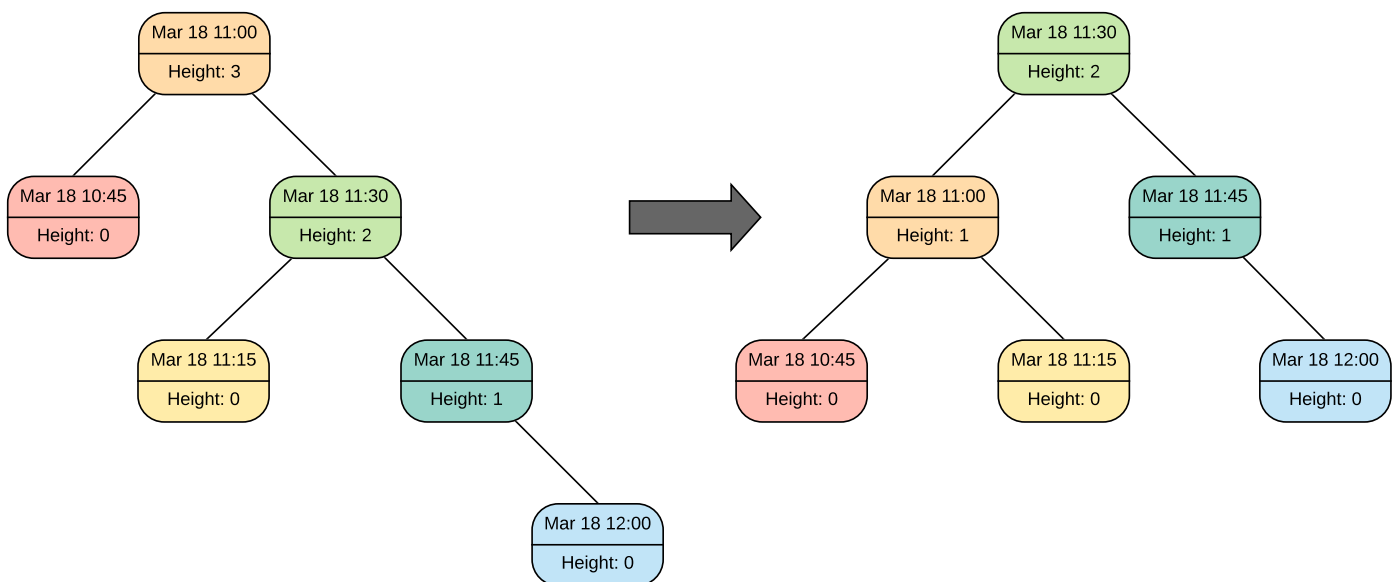 Mar 18 11:00
Height: 3
Mar 18 11:30
Height: 2
Mar 18 10:45
Height: 0
Mar 18 11:30
Height: 2
Mar 18 11:00
Height: 1
Mar 18 11:45
Height: 1
Mar 18 11:15
Height: 0
Mar 18 11:45
Height: 1
Mar 18 10:45
Height: 0
Mar 18 11:15
Height: 0
Mar 18 12:00
Height: 0
Mar 18 12:00
Height: 0